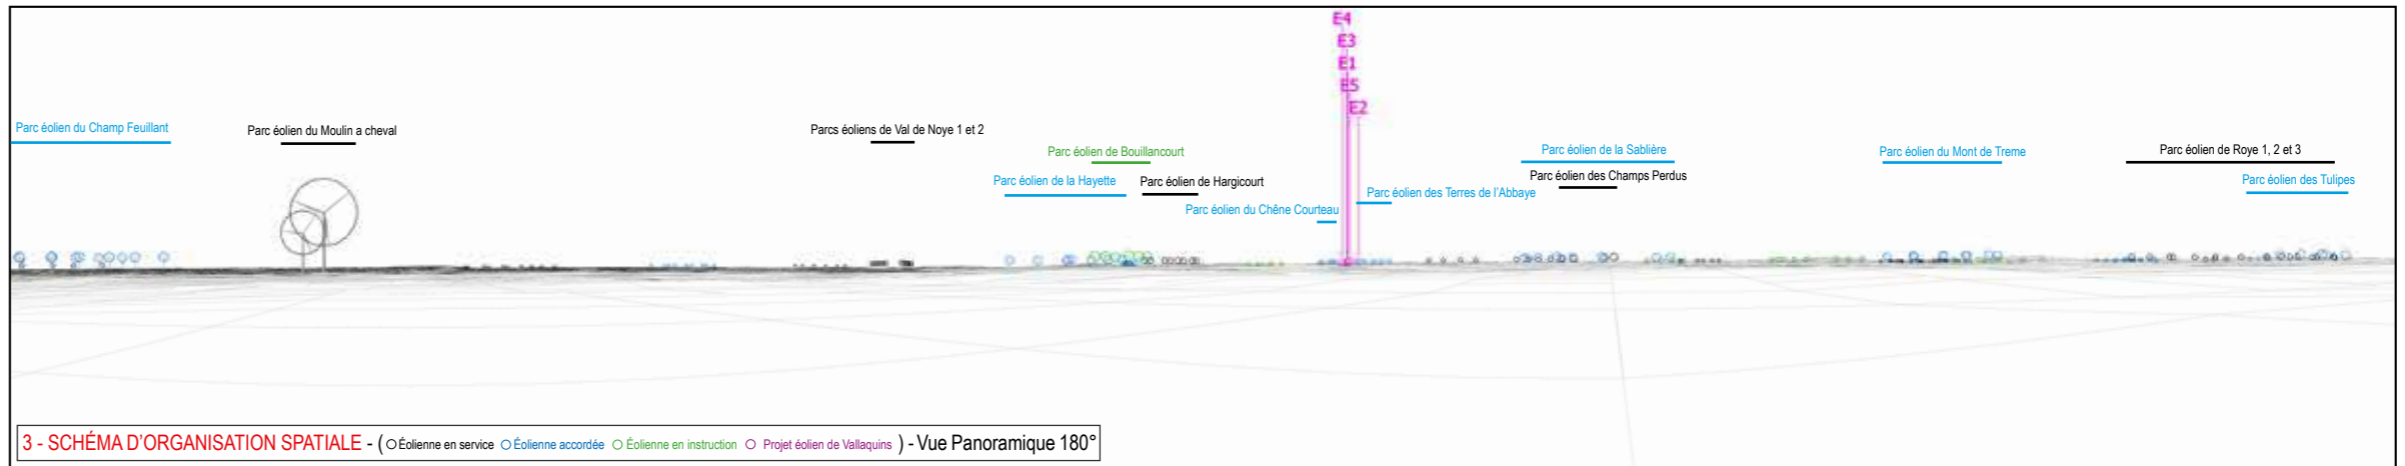 E4
E3
E1
E5
E2
Parc éolien du Champ Feuillant
Parc éolien du Moulin a cheval
Parcs éoliens de Val de Noye 1 et 2
Parc éolien de Bouillancourt
Parc éolien de la Hayette
Parc éolien de Hargicourt
Parc éolien du Chêne Courteau
Parc éolien des Terres de l'Abbaye
Parc éolien de la Sablière
Parc éolien des Champs Perdus
Parc éolien du Mont de Treme
Parc éolien de Roye 1, 2 et 3
Parc éolien des Tulipes
3 - SCHÉMA D'ORGANISATION SPATIALE - ( Éolienne en service Éolienne accordée Éolienne en instruction Projet éolien de Vallaquins ) - Vue Panoramique 180°